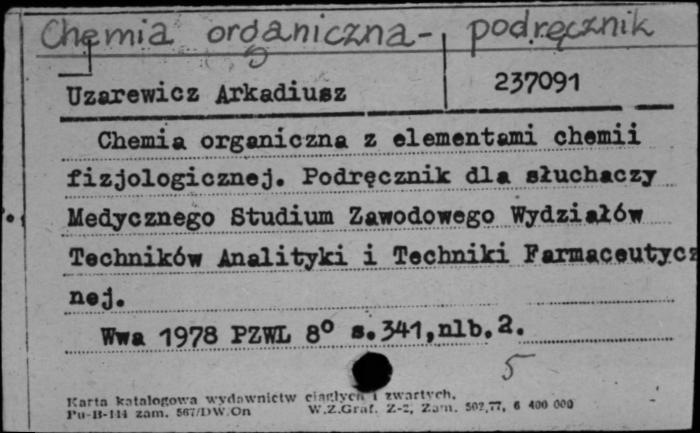 Chemia organiczna - podręcznik
Uzarewicz Arkadiusz
237091
Chemia organiczna z elementami chemii
fizjologicznej. Podręcznik dla słuchaczy
Medycznego Studium Zawodowego Wydziałów
Techników Analityki i Techniki Farmaceutycz
nej.
Wwa 1978 PZWL 8° s.341,nlb.2.
5
Karta katalogowa wydawnictw ciągłych i zwartych.
Pu-B-114 zam. 567/DW.On W.Z.Graf. Z-2, Zam. 502,77, 6 400 000